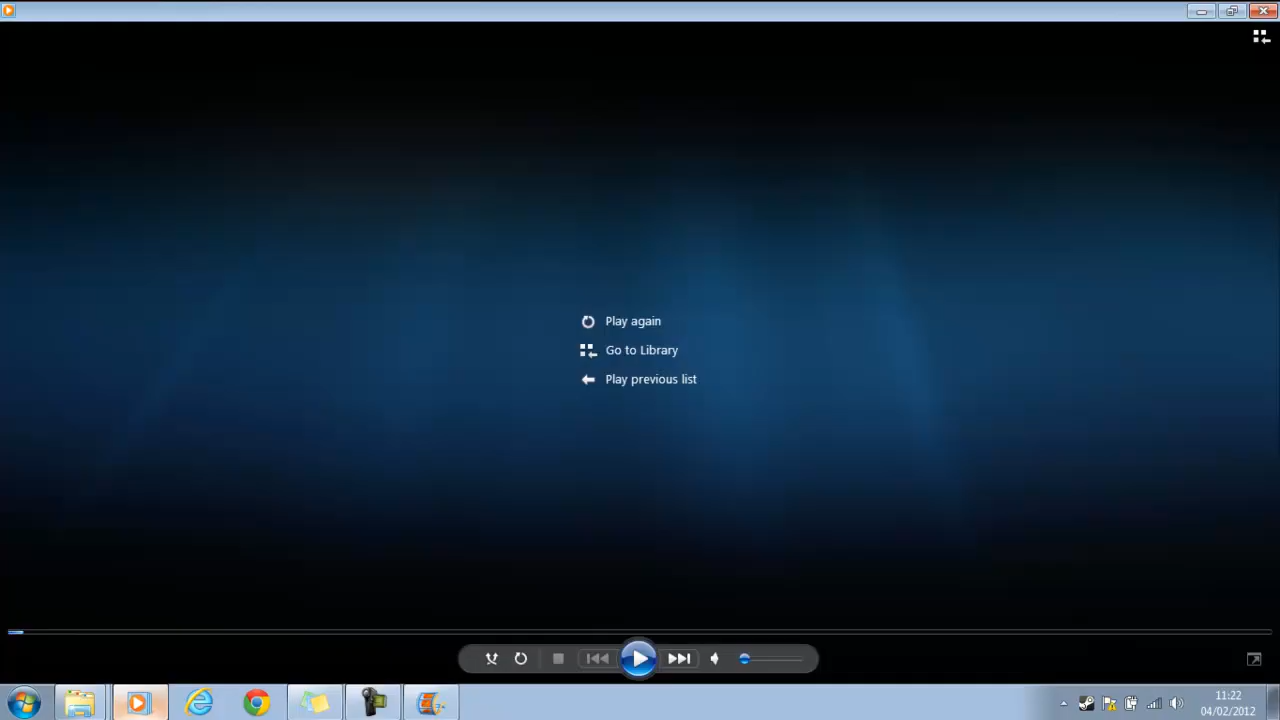 Play again
Go to Library
Play previous list
11:22
04/02/2012